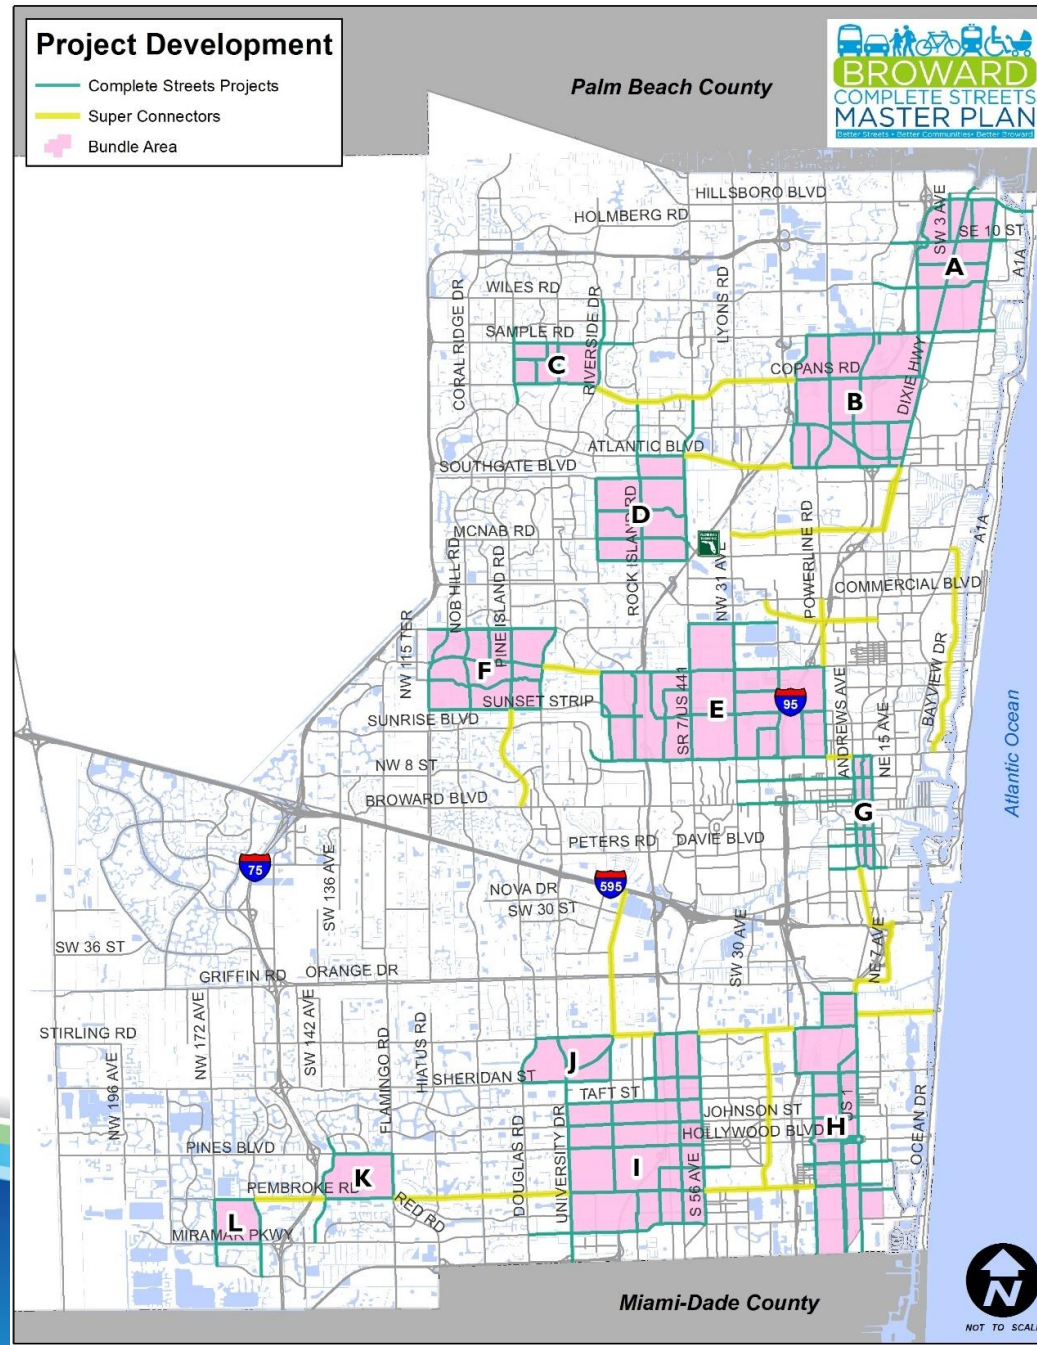 Project Development
Complete Streets Projects
Super Connectors
Bundle Area
Palm Beach County
BROWARD
COMPLETE STREETS
MASTER PLAN
Better Streets • Better Communities • Better Broward
HILLSBORO BLVD
HOLMBERG RD
SW 3 AVE
SE 10 ST
A
A1A
WILES RD
LYONS RD
CORAL RIDGE DR
RIVERSIDE DR
SAMPLE RD
C
COPANS RD
B
DIXIE HWY
ATLANTIC BLVD
SOUTHGATE BLVD
D
MCNAB RD
ROCK ISLAND RD
NW 31 AVE
POWERLINE RD
A1A
COMMERCIAL BLVD
NOB HILL RD
PINE ISLAND RD
NW 115 TER
F
SUNSET STRIP
SUNRISE BLVD
SR 7/US 441
E
95
ANDREWS AVE
NE 15 AVE
BAYVIEW DR
Atlantic Ocean
NW 8 ST
BROWARD BLVD
G
PETERS RD
DAVIE BLVD
75
595
SW 136 AVE
NOVA DR
SW 30 ST
SW 30 AVE
NE 7 AVE
SW 36 ST
GRIFFIN RD
ORANGE DR
STIRLING RD
NW 172 AVE
SW 142 AVE
FLAMINGO RD
HIATUS RD
J
SHERIDAN ST
TAFT ST
NW 196 AVE
JOHNSON ST
HOLLYWOOD BLVD
US 1
H
OCEAN DR
PINES BLVD
DOUGLAS RD
UNIVERSITY DR
I
S 56 AVE
K
PEMBROKE RD
RED RD
L
MIRAMAR PKWY
Miami-Dade County
N
NOT TO SCALE